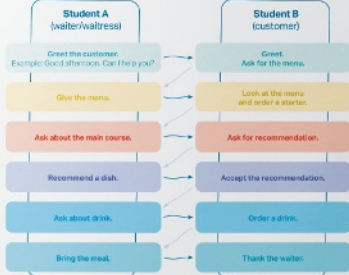 Student A
(waiter/waitress)
Student B
(customer)
Greet the customer.
Example: Good afternoon. Can I help you?
Greet.
Ask for the menu.
Give the menu.
Look at the menu
and order a starter.
Ask about the main course.
Ask for recommendation.
Recommend a dish.
Accept the recommendation.
Ask about drink.
Order a drink.
Bring the meal.
Thank the waiter.